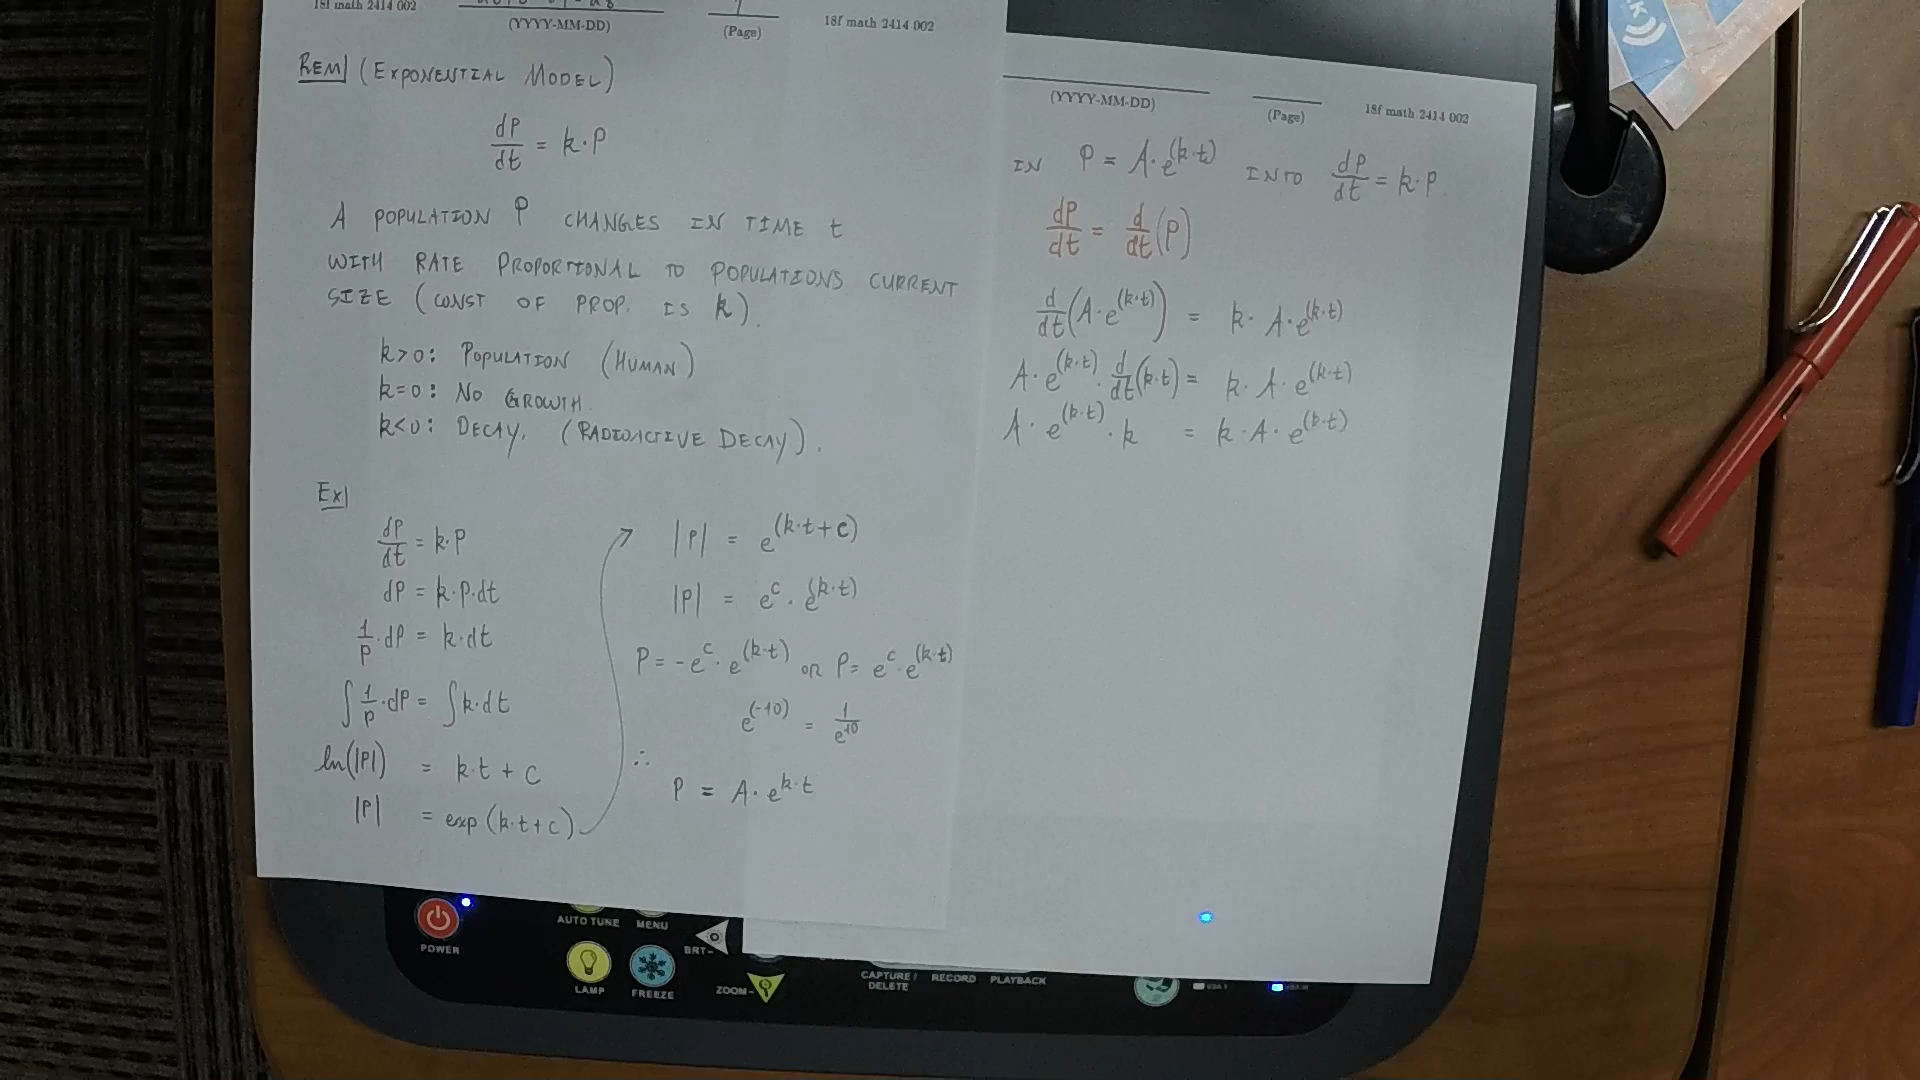 18f math 2414 002
(YYYY-MM-DD)
(Page)
18f math 2414 002
REM (EXPONENTIAL MODEL)
dP/dt = k·P
A POPULATION P CHANGES IN TIME t
WITH RATE PROPORTIONAL TO POPULATIONS CURRENT
SIZE (CONST OF PROP. IS k).
k>0: POPULATION (HUMAN)
k=0: NO GROWTH.
k<0: DECAY. (RADIOACTIVE DECAY).
Ex
dP/dt = k·P
dP = k·P·dt
1/P·dP = k·dt
∫1/P·dP = ∫k·dt
ln(|P|) = k·t + C
|P| = exp(k·t+C)
|P| = e^(k·t+C)
|P| = e^C · e^(k·t)
P = -e^C · e^(k·t) or P = e^C · e^(k·t)
e^(-10) = 1/e^10
∴
P = A·e^k·t
(YYYY-MM-DD)
(Page)
18f math 2414 002
IN P = A·e^(k·t) INTO dP/dt = k·P
dP/dt = d/dt(P)
d/dt(A·e^(k·t)) = k·A·e^(k·t)
A·e^(k·t)·d/dt(k·t) = k·A·e^(k·t)
A·e^(k·t)·k = k·A·e^(k·t)
POWER
AUTO TUNE
MENU
BRT-
LAMP
FREEZE
ZOOM-
CAPTURE / DELETE
RECORD
PLAYBACK